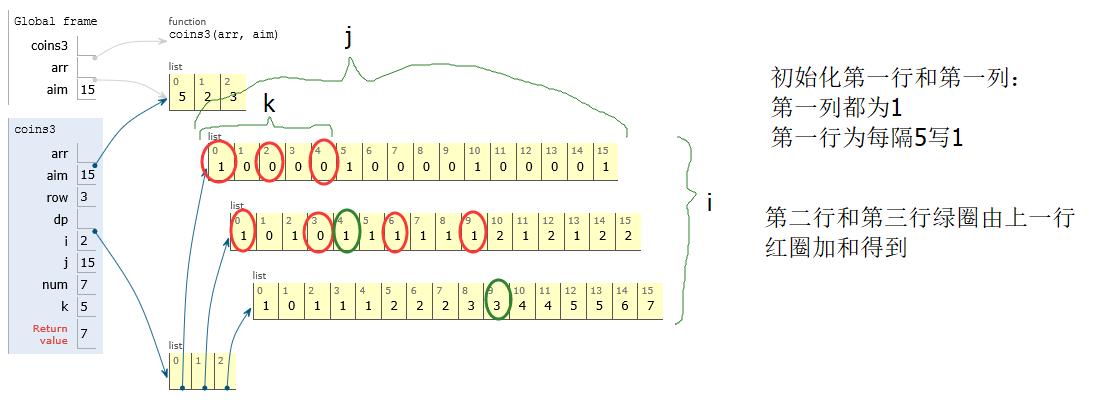 Global frame
coins3
arr
aim 15
function
coins3(arr, aim)
list
0 1 2
5 2 3
j
k
i
coins3
arr
aim 15
row 3
dp
i 2
j 15
num 7
k 5
Return
value 7
list
0 1 2 3 4 5 6 7 8 9 10 11 12 13 14 15
1 0 0 0 0 1 0 0 0 0 1 0 0 0 0 1
list
0 1 2 3 4 5 6 7 8 9 10 11 12 13 14 15
1 0 1 0 1 1 1 1 1 1 2 1 2 1 2 2
list
0 1 2 3 4 5 6 7 8 9 10 11 12 13 14 15
1 0 1 1 1 2 2 2 3 3 4 4 5 5 6 7
list
0 1 2
初始化第一行和第一列：
第一列都为1
第一行为每隔5写1
第二行和第三行绿圈由上一行
红圈加和得到